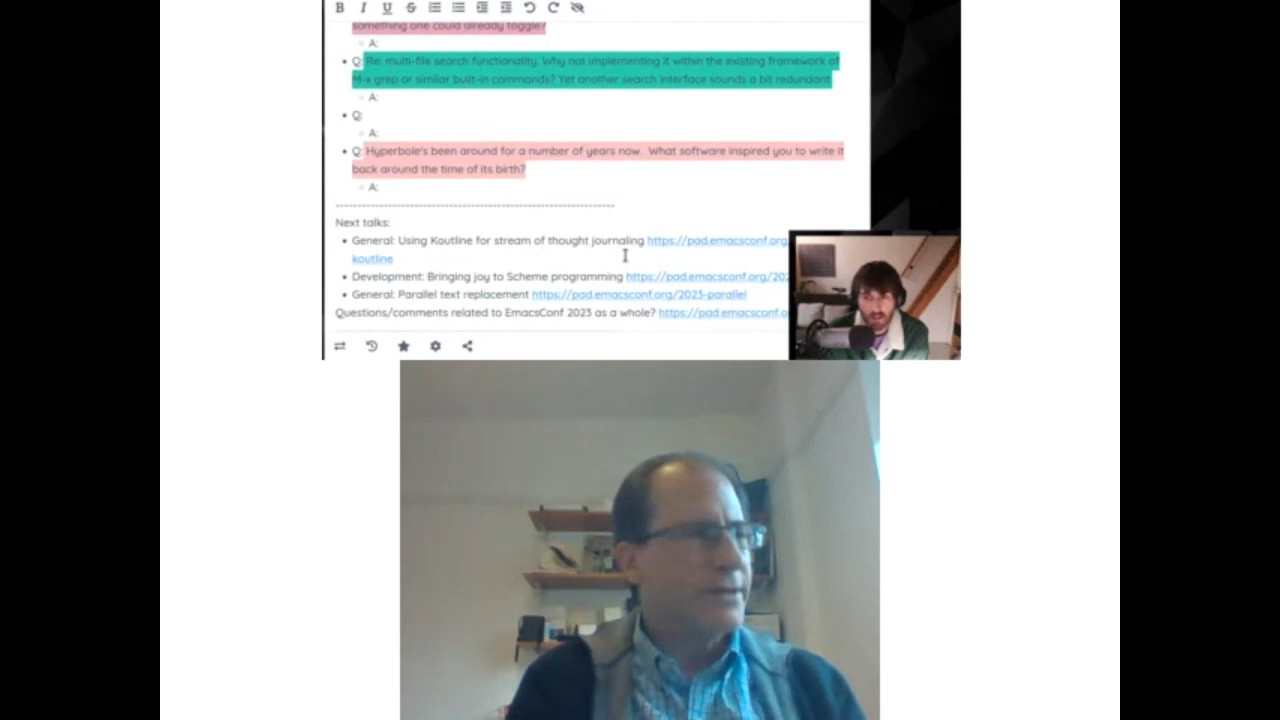 something one could already toggle?
A:
Q: Re: multi-file search functionality. Why not implementing it within the existing framework of
M-x grep or similar built-in commands? Yet another search interface sounds a bit redundant.
A:
Q:
A:
Q: Hyperbole's been around for a number of years now. What software inspired you to write it
back around the time of its birth?
A:
Next talks:
General: Using Koutline for stream of thought journaling https://pad.emacsconf.org
koutline
Development: Bringing joy to Scheme programming https://pad.emacsconf.org/202
General: Parallel text replacement https://pad.emacsconf.org/2023-parallel
Questions/comments related to EmacsConf 2023 as a whole? https://pad.emacsconf.o